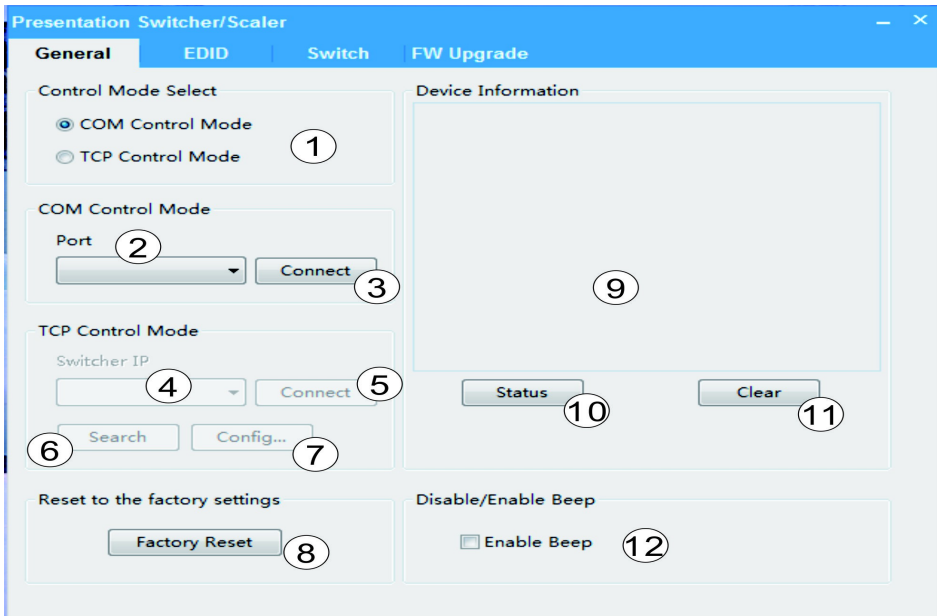 Presentation Switcher/Scaler
General EDID Switch FW Upgrade
Control Mode Select
COM Control Mode
TCP Control Mode
1
COM Control Mode
Port
2
Connect
3
TCP Control Mode
Switcher IP
4
Connect
5
Search
6
Config...
7
Reset to the factory settings
Factory Reset
8
Device Information
9
Status
10
Clear
11
Disable/Enable Beep
Enable Beep
12